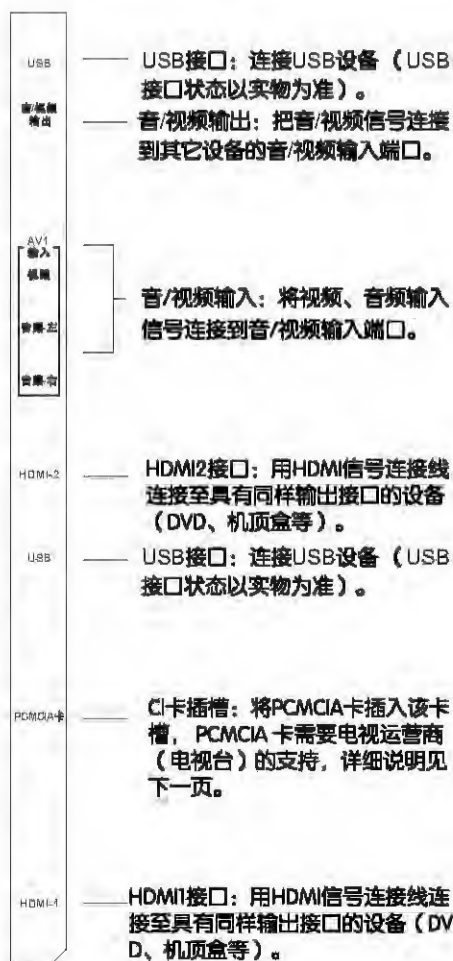 USB
USB接口：连接USB设备（USB
接口状态以实物为准）。
音/视频
输出
音/视频输出：把音/视频信号连接
到其它设备的音/视频输入端口。
AV1
输入
视频
音频-左
音频-右
音/视频输入：将视频、音频输入
信号连接到音/视频输入端口。
HDMI-2
HDMI2接口：用HDMI信号连接线
连接至具有同样输出接口的设备
（DVD、机顶盒等）。
USB
USB接口：连接USB设备（USB
接口状态以实物为准）。
PCMCIA卡
CI卡插槽：将PCMCIA卡插入该卡
槽，PCMCIA 卡需要电视运营商
（电视台）的支持，详细说明见
下一页。
HDMI-1
HDMI1接口：用HDMI信号连接线连
接至具有同样输出接口的设备（DV
D、机顶盒等）。